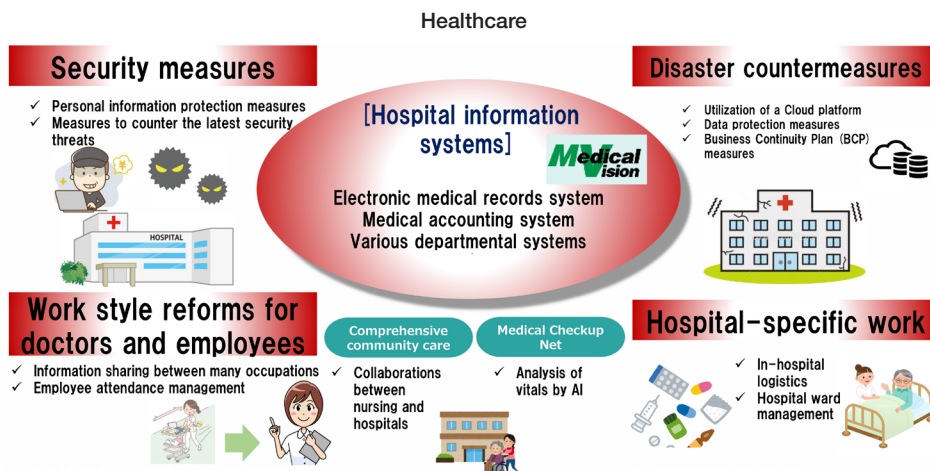 Healthcare
Security measures
✓ Personal information protection measures
✓ Measures to counter the latest security
threats
¥
HOSPITAL
[Hospital information
systems]
Medical
Vision
Electronic medical records system
Medical accounting system
Various departmental systems
Disaster countermeasures
✓ Utilization of a Cloud platform
✓ Data protection measures
✓ Business Continuity Plan (BCP)
measures
Work style reforms for
doctors and employees
✓ Information sharing between many occupations
✓ Employee attendance management
Comprehensive
community care
✓ Collaborations
between
nursing and
hospitals
Medical Checkup
Net
✓ Analysis of
vitals by AI
Hospital-specific work
✓ In-hospital
logistics
✓ Hospital ward
management